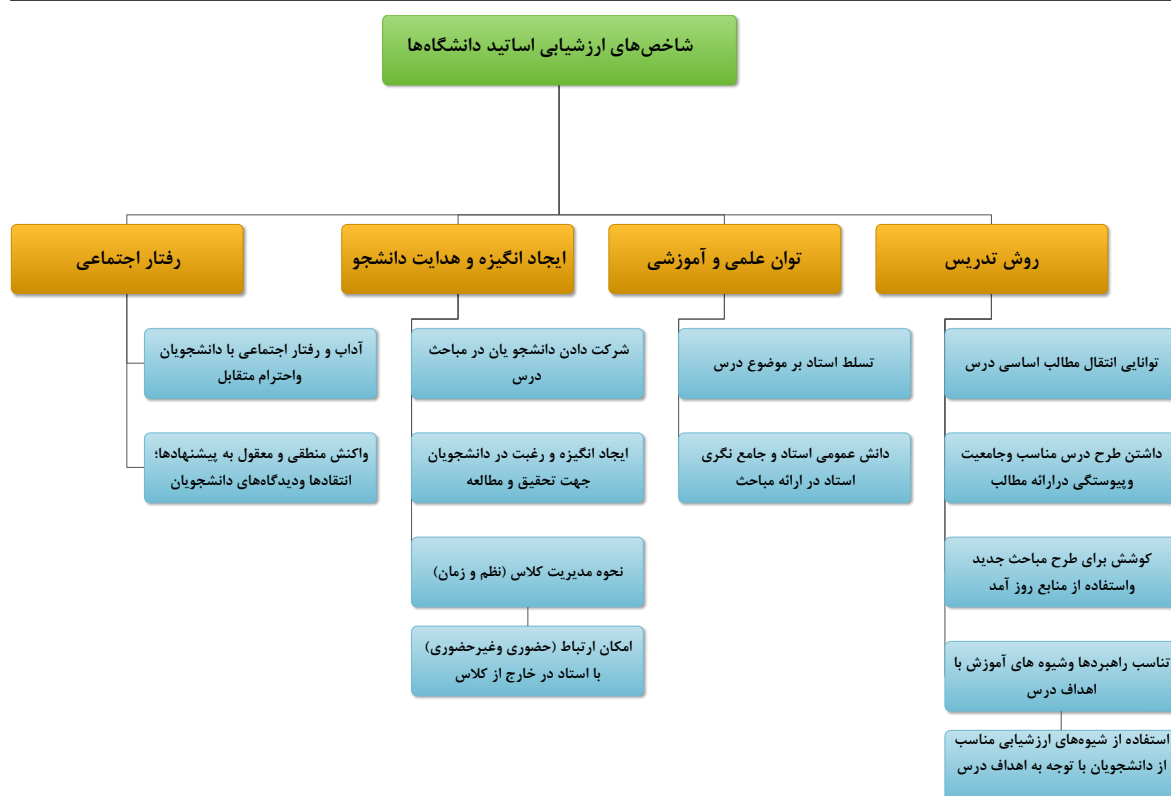 شاخص‌های ارزشیابی اساتید دانشگاه‌ها
روش تدریس
توانایی انتقال مطالب اساسی درس
داشتن طرح درس مناسب وجامعیت
وپیوستگی درارائه مطالب
کوشش برای طرح مباحث جدید
واستفاده از منابع روز آمد
تناسب راهبردها وشیوه های آموزش با
اهداف درس
استفاده از شیوه‌های ارزشیابی مناسب
از دانشجویان با توجه به اهداف درس
توان علمی و آموزشی
تسلط استاد بر موضوع درس
دانش عمومی استاد و جامع نگری
استاد در ارائه مباحث
ایجاد انگیزه و هدایت دانشجو
شرکت دادن دانشجو یان در مباحث
درس
ایجاد انگیزه و رغبت در دانشجویان
جهت تحقیق و مطالعه
نحوه مدیریت کلاس (نظم و زمان)
امکان ارتباط (حضوری وغیرحضوری)
با استاد در خارج از کلاس
رفتار اجتماعی
آداب و رفتار اجتماعی با دانشجویان
واحترام متقابل
واکنش منطقی و معقول به پیشنهادها؛
انتقادها ودیدگاه‌های دانشجویان